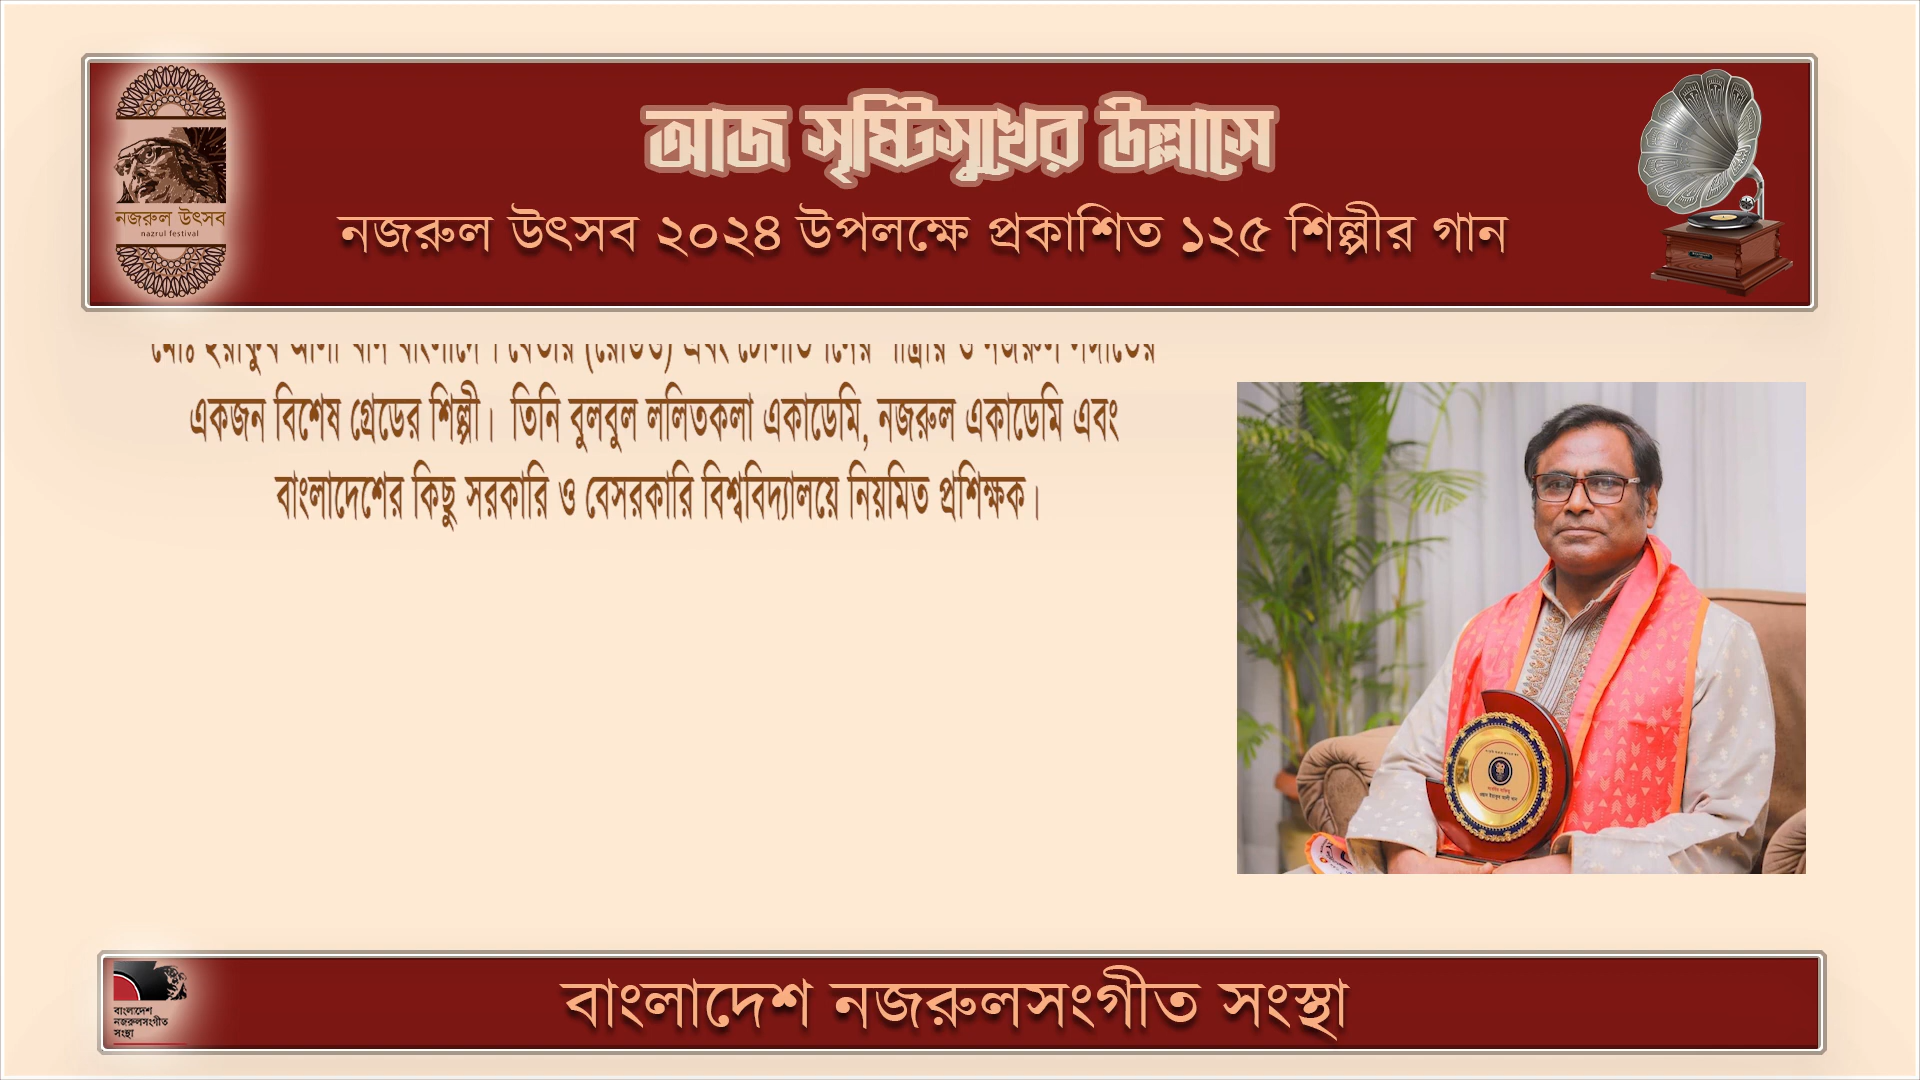 আজ সৃষ্টিসুখের উল্লাসে
নজরুল উৎসব ২০২৪ উপলক্ষে প্রকাশিত ১২৫ শিল্পীর গান
নজরুল উৎসব
nazrul festival
একজন বিশেষ গ্রেডের শিল্পী। তিনি বুলবুল ললিতকলা একাডেমি, নজরুল একাডেমি এবং
বাংলাদেশের কিছু সরকারি ও বেসরকারি বিশ্ববিদ্যালয়ে নিয়মিত প্রশিক্ষক।
বাংলাদেশ
নজরুলসংগীত
সংস্থা
বাংলাদেশ নজরুলসংগীত সংস্থা